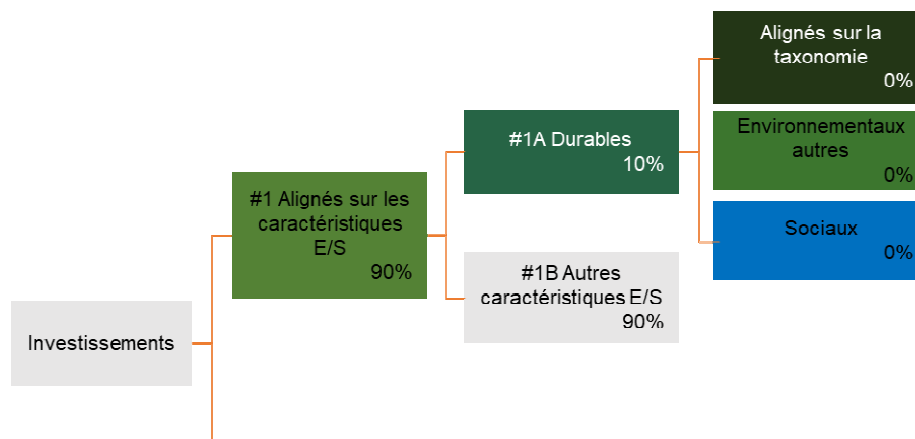 Alignés sur la
taxonomie
0%
#1A Durables
10%
Environnementaux
autres
0%
#1 Alignés sur les
caractéristiques
E/S
90%
Sociaux
0%
#1B Autres
caractéristiques E/S
90%
Investissements